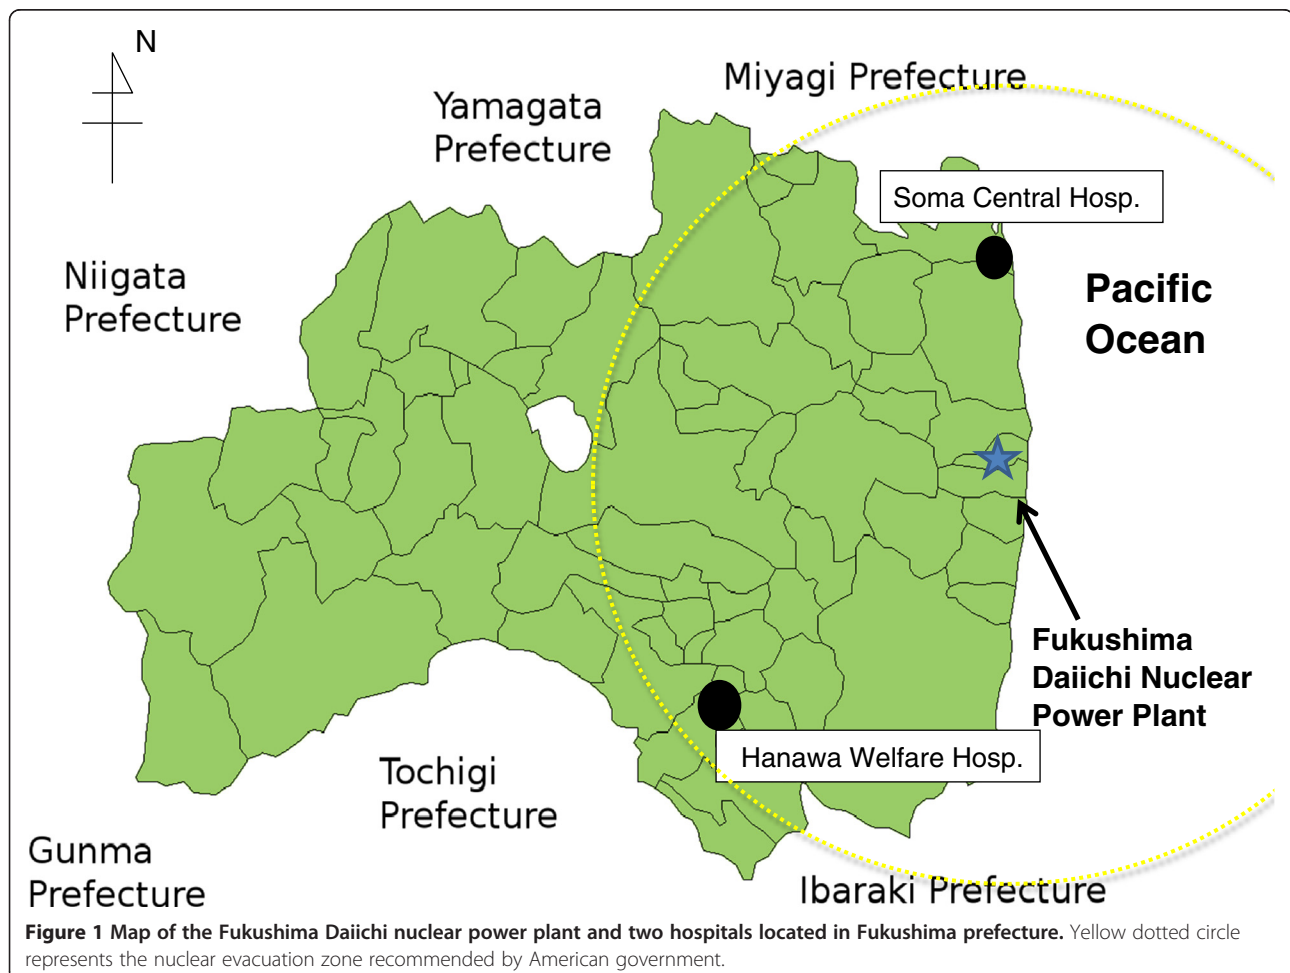 N
Miyagi Prefecture
Yamagata
Prefecture
Soma Central Hosp.
Niigata
Prefecture
Pacific
Ocean
Fukushima
Daiichi Nuclear
Power Plant
Hanawa Welfare Hosp.
Tochigi
Prefecture
Gunma
Prefecture
Ibaraki Prefecture
Figure 1 Map of the Fukushima Daiichi nuclear power plant and two hospitals located in Fukushima prefecture. Yellow dotted circle
represents the nuclear evacuation zone recommended by American government.